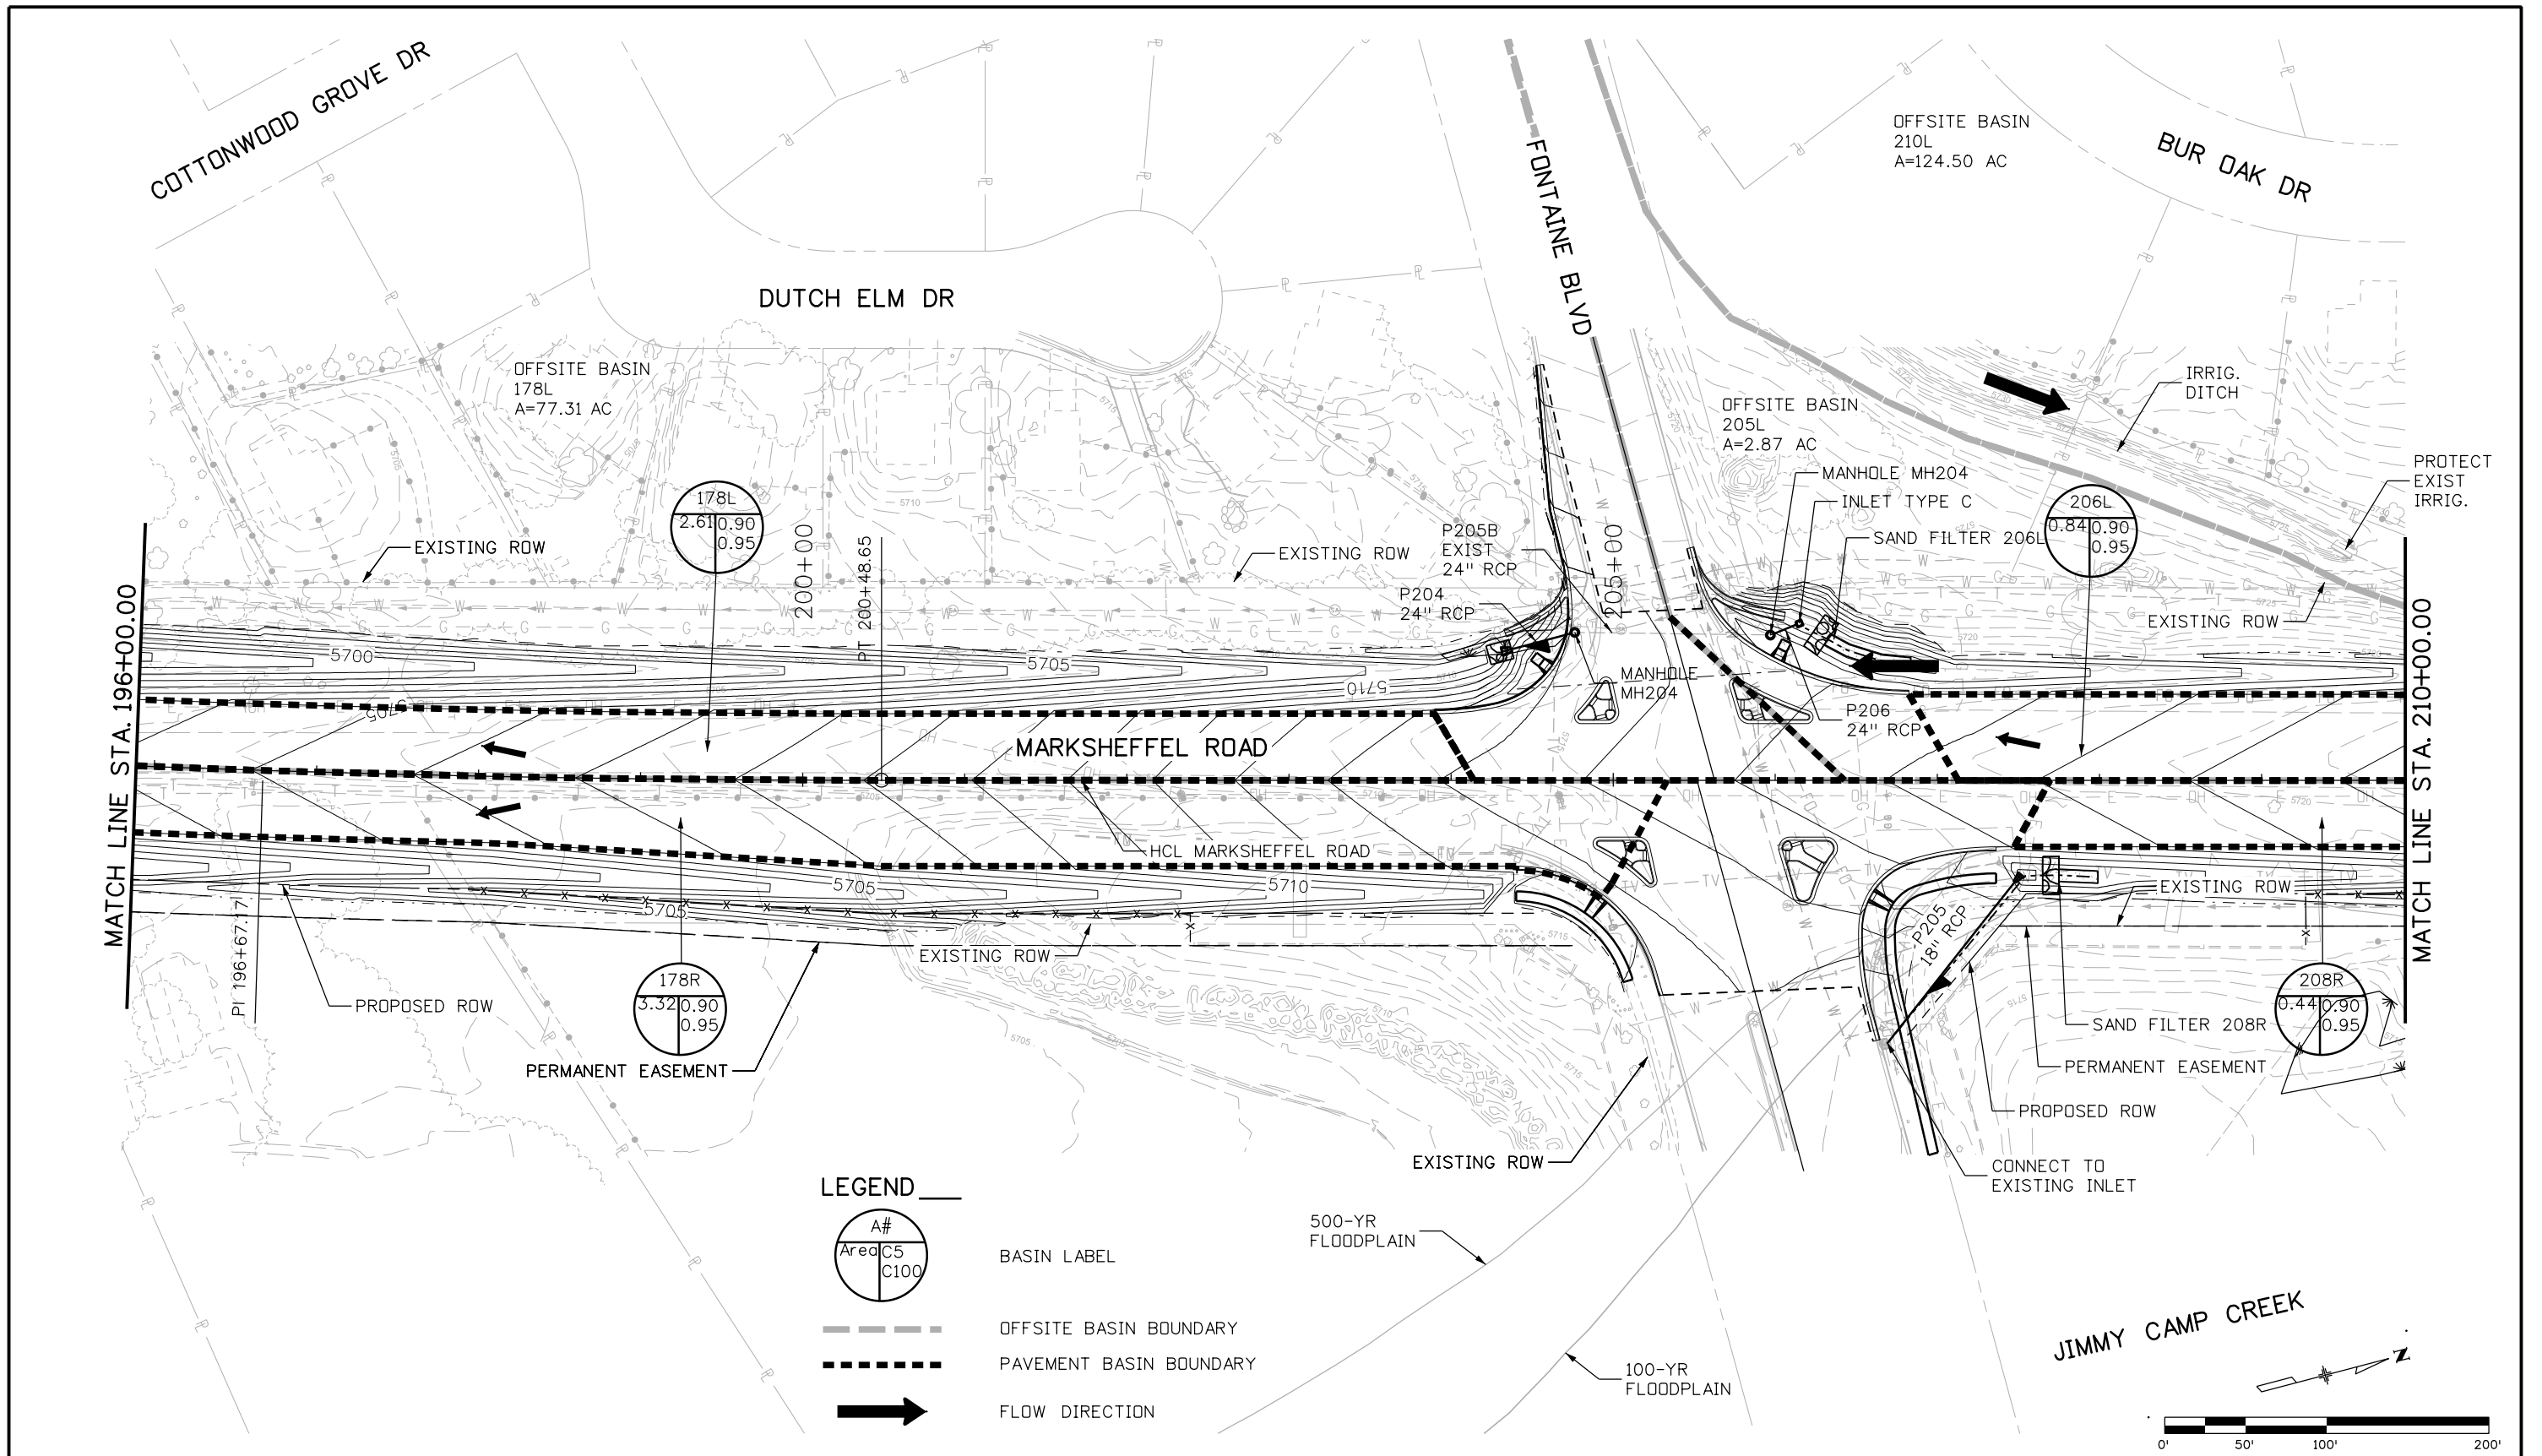 COTTONWOOD GROVE DR
DUTCH ELM DR
FONTAINE BLVD
BUR OAK DR
OFFSITE BASIN
210L
A=124.50 AC
OFFSITE BASIN
178L
A=77.31 AC
OFFSITE BASIN
205L
A=2.87 AC
IRRIG.
DITCH
PROTECT
EXIST
IRRIG.
MANHOLE MH204
INLET TYPE C
SAND FILTER 206L
178L
2.61 0.90
0.95
206L
0.84 0.90
0.95
EXISTING ROW
EXISTING ROW
EXISTING ROW
P205B
EXIST
24" RCP
P204
24" RCP
200+00
PT 200+48.65
205+00
MATCH LINE STA. 196+00.00
MATCH LINE STA. 210+00.00
5700
5705
5705
5710
MANHOLE
MH204
P206
24" RCP
MARKSHEFFEL ROAD
HCL MARKSHEFFEL ROAD
5705
5710
5705
EXISTING ROW
EXISTING ROW
PI 196+67.17
PROPOSED ROW
178R
3.32 0.90
0.95
PERMANENT EASEMENT
P205
18" RCP
208R
0.44 0.90
0.95
SAND FILTER 208R
PERMANENT EASEMENT
PROPOSED ROW
EXISTING ROW
CONNECT TO
EXISTING INLET
LEGEND
A#
Area C5
C100
BASIN LABEL
OFFSITE BASIN BOUNDARY
PAVEMENT BASIN BOUNDARY
FLOW DIRECTION
500-YR
FLOODPLAIN
100-YR
FLOODPLAIN
JIMMY CAMP CREEK
N
0' 50' 100' 200'